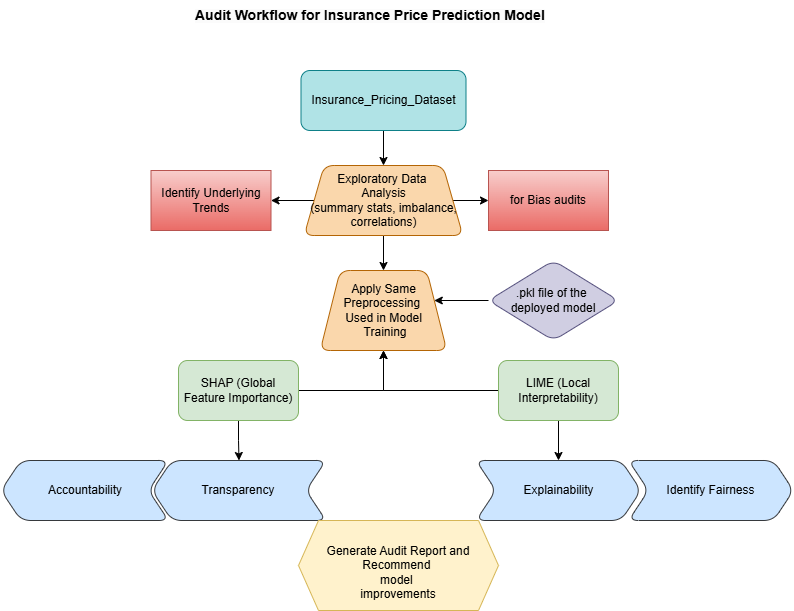 Audit Workflow for Insurance Price Prediction Model
Insurance_Pricing_Dataset
Identify Underlying
Trends
Exploratory Data
Analysis
(summary stats, imbalance,
correlations)
for Bias audits
Apply Same
Preprocessing
Used in Model
Training
.pkl file of the
deployed model
SHAP (Global
Feature Importance)
LIME (Local
Interpretability)
Accountability
Transparency
Explainability
Identify Fairness
Generate Audit Report and
Recommend
model
improvements